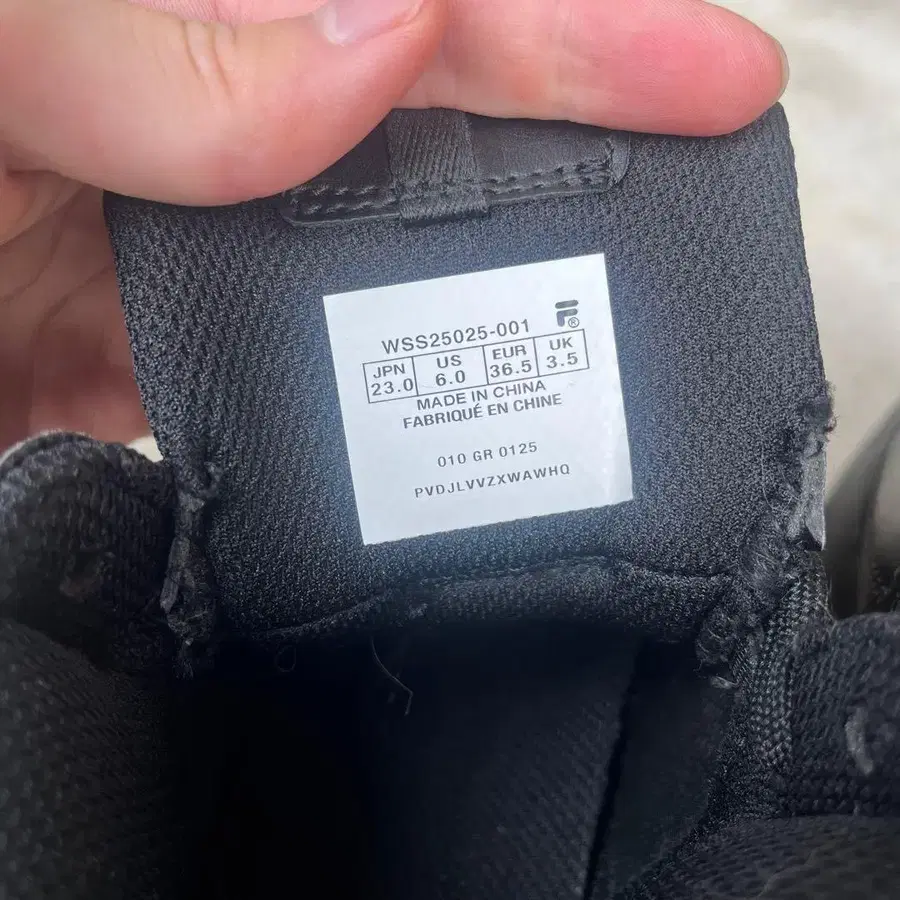 WSS25025-001 F®
JPN US EUR UK
23.0 6.0 36.5 3.5
MADE IN CHINA
FABRIQUÉ EN CHINE
010 GR 0125
PVDJLVVZXWAWHQ